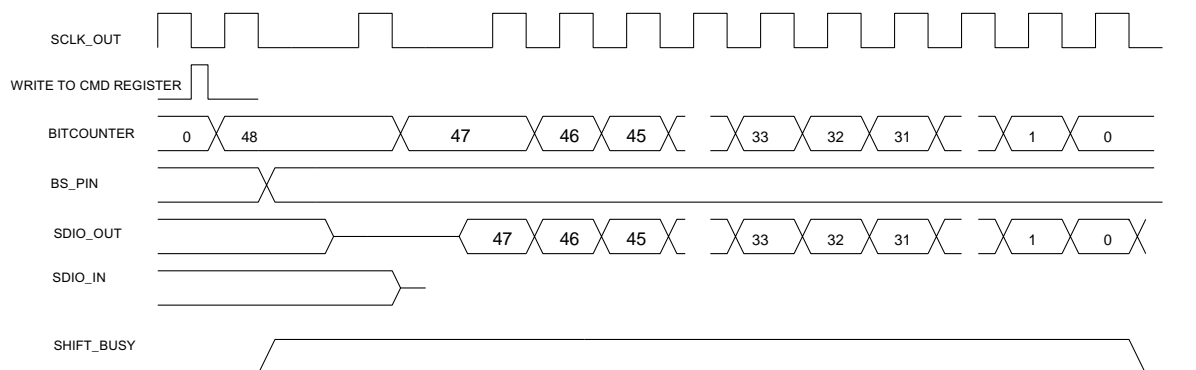 SCLK_OUT
WRITE TO CMD REGISTER
BITCOUNTER 0 48 47 46 45 33 32 31 1 0
BS_PIN
SDIO_OUT 47 46 45 33 32 31 1 0
SDIO_IN
SHIFT_BUSY